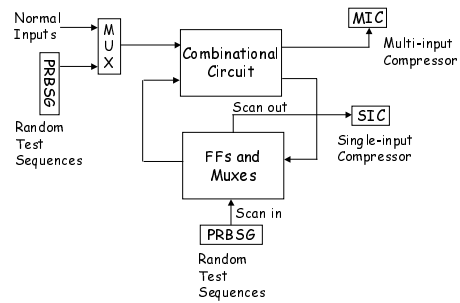 Normal
Inputs
M
U
X
PRBSG
Random
Test
Sequences
Combinational
Circuit
MIC
Multi-input
Compressor
Scan out
SIC
Single-input
Compressor
FFs and
Muxes
Scan in
PRBSG
Random
Test
Sequences